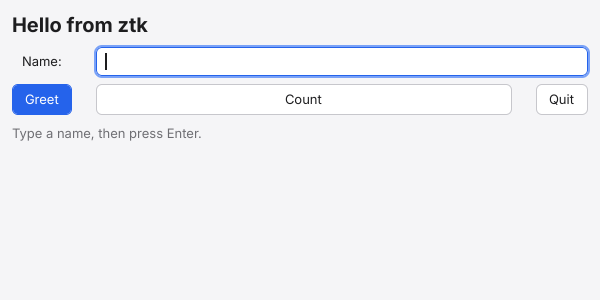 Hello from ztk
Name:
Greet Count Quit
Type a name, then press Enter.